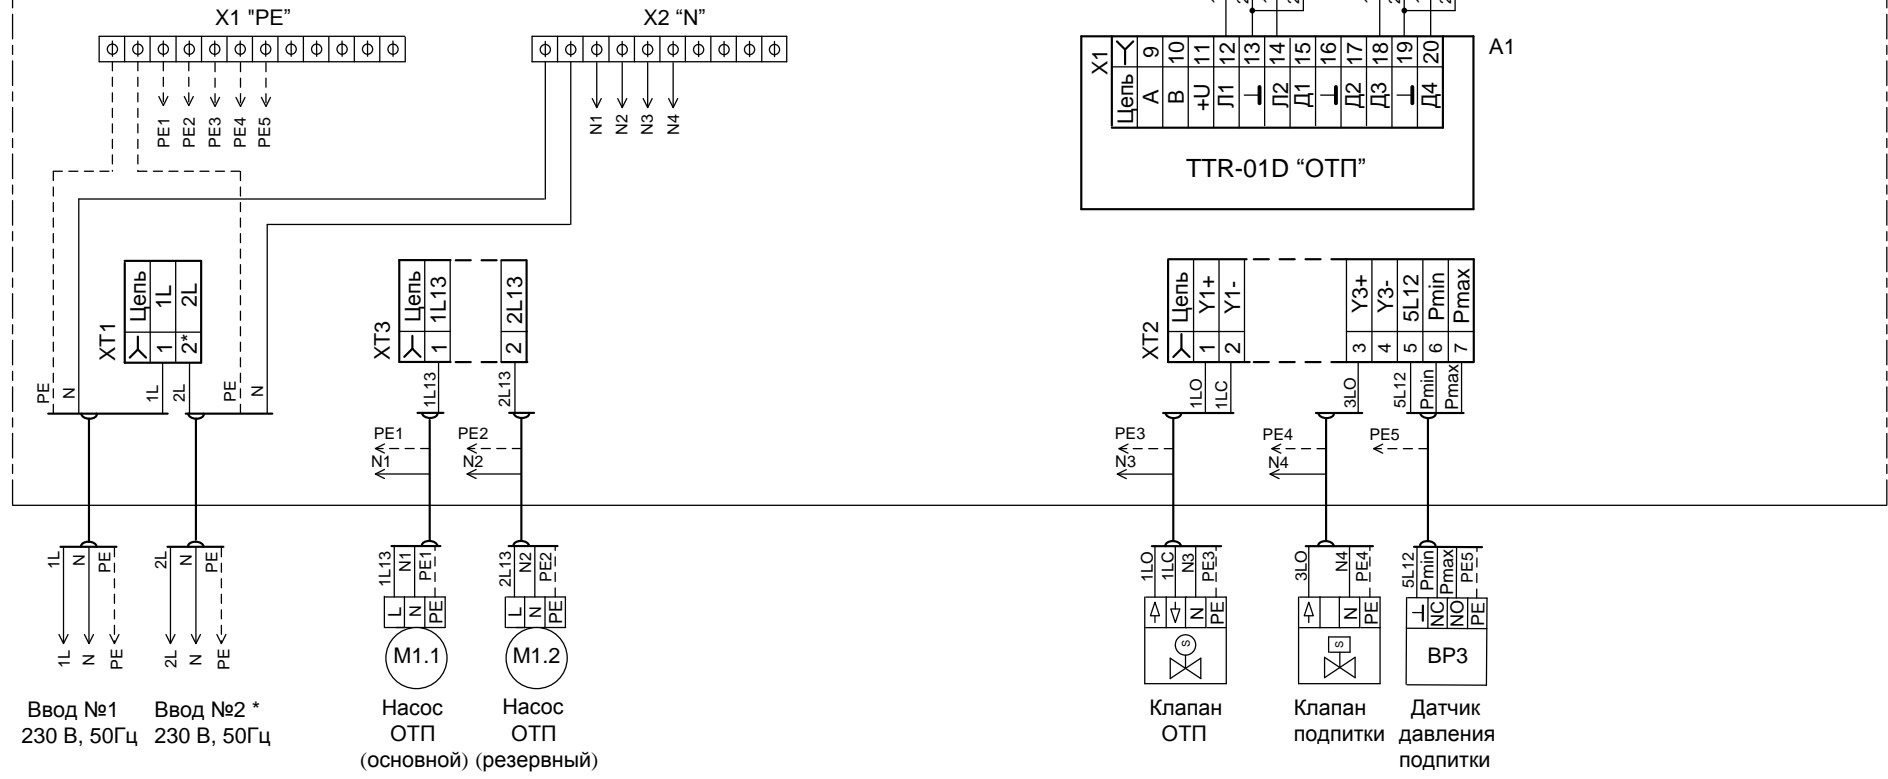 X1 "PE"
X2 “N”
PE1
PE2
PE3
PE4
PE5
N1
N2
N3
N4
A1
X1
Цепь
9
A
10
B
11
+U
12
Л1
13
⊥
14
Л2
15
Д1
16
⊥
17
Д2
18
Д3
19
⊥
20
Д4
TTR-01D “ОТП”
XT1
Цепь
1
1L
2*
2L
XT3
Цепь
1
1L13
2
2L13
XT2
Цепь
1
Y1+
2
Y1-
3
Y3+
4
Y3-
5
5L12
6
Pmin
7
Pmax
PE
N
1L
2L
PE
N
1L13
2L13
1LO
1LC
3LO
5L12
Pmin
Pmax
PE1
N1
PE2
N2
PE3
N3
PE4
N4
PE5
1L
N
PE
2L
N
PE
1L13
N1
PE1
2L13
N2
PE2
1LO
1LC
N3
PE3
3LO
N4
PE4
5L12
Pmin
Pmax
PE5
L
N
PE
L
N
PE
N
PE
N
PE
⊥
NC
NO
PE
1L
N
PE
2L
N
PE
M1.1
M1.2
S
S
BP3
Ввод №1
230 В, 50Гц
Ввод №2 *
230 В, 50Гц
Насос
ОТП
(основной)
Насос
ОТП
(резервный)
Клапан
ОТП
Клапан
подпитки
Датчик
давления
подпитки